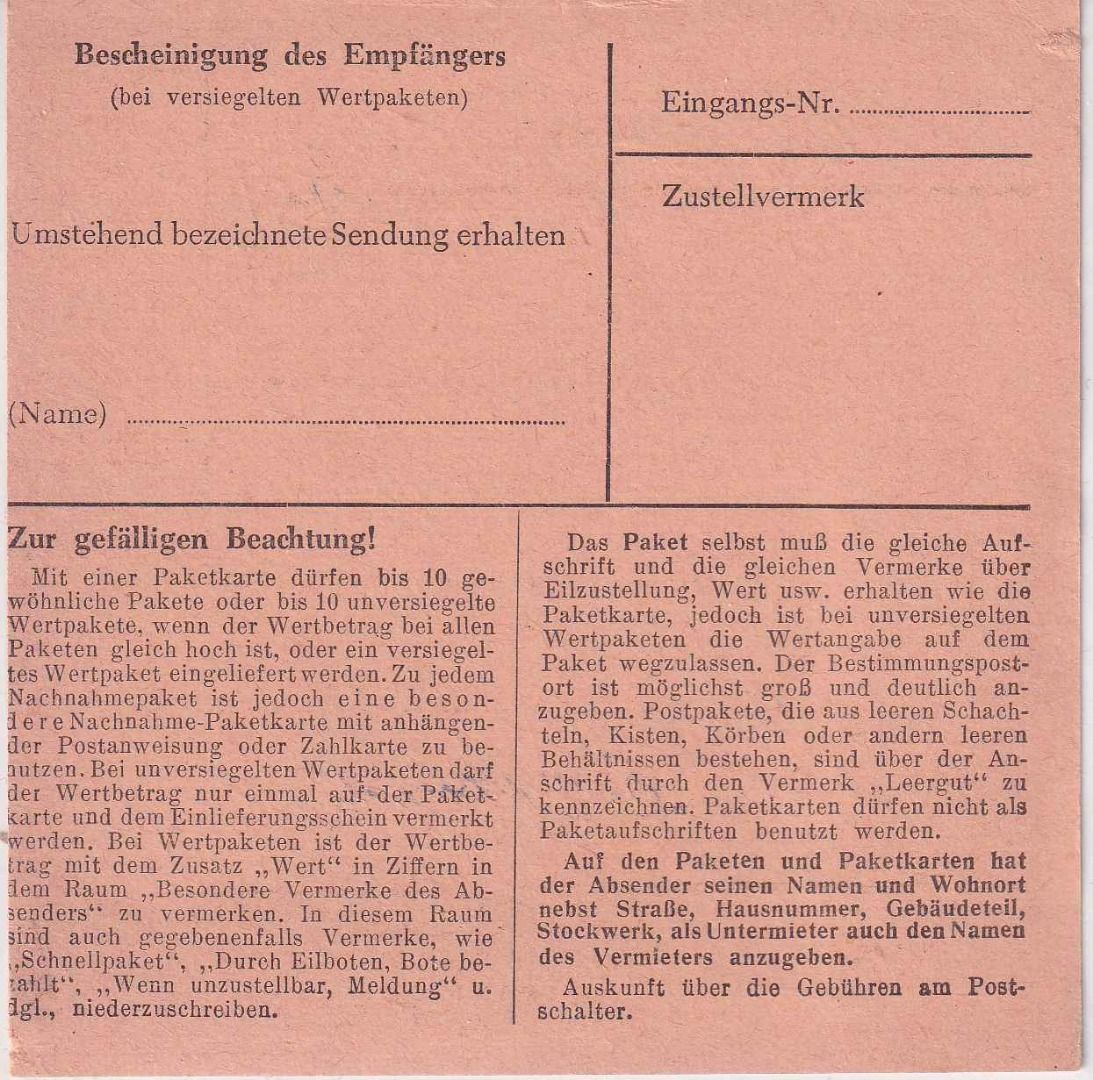 Bescheinigung des Empfängers
(bei versiegelten Wertpaketen)
Umstehend bezeichnete Sendung erhalten
(Name)
Eingangs-Nr.
Zustellvermerk
Zur gefälligen Beachtung!
Mit einer Paketkarte dürfen bis 10 ge-
wöhnliche Pakete oder bis 10 unversiegelte
Wertpakete, wenn der Wertbetrag bei allen
Paketen gleich hoch ist, oder ein versiegel-
tes Wertpaket eingeliefert werden. Zu jedem
Nachnahmepaket ist jedoch eine beson-
dere Nachnahme-Paketkarte mit anhängen-
der Postanweisung oder Zahlkarte zu be-
nutzen. Bei unversiegelten Wertpaketen darf
der Wertbetrag nur einmal auf der Paket-
karte und dem Einlieferungsschein vermerkt
werden. Bei Wertpaketen ist der Wertbe-
trag mit dem Zusatz „Wert“ in Ziffern in
dem Raum „Besondere Vermerke des Ab-
senders“ zu vermerken. In diesem Raum
sind auch gegebenenfalls Vermerke, wie
„Schnellpaket“, „Durch Eilboten, Bote be-
zahlt“, „Wenn unzustellbar, Meldung“ u.
dgl., niederzuschreiben.
Das Paket selbst muß die gleiche Auf-
schrift und die gleichen Vermerke über
Eilzustellung, Wert usw. erhalten wie die
Paketkarte, jedoch ist bei unversiegelten
Wertpaketen die Wertangabe auf dem
Paket wegzulassen. Der Bestimmungspost-
ort ist möglichst groß und deutlich an-
zugeben. Postpakete, die aus leeren Schach-
teln, Kisten, Körben oder andern leeren
Behältnissen bestehen, sind über der An-
schrift durch den Vermerk „Leergut“ zu
kennzeichnen. Paketkarten dürfen nicht als
Paketaufschriften benutzt werden.
Auf den Paketen und Paketkarten hat
der Absender seinen Namen und Wohnort
nebst Straße, Hausnummer, Gebäudeteil,
Stockwerk, als Untermieter auch den Namen
des Vermieters anzugeben.
Auskunft über die Gebühren am Post-
schalter.